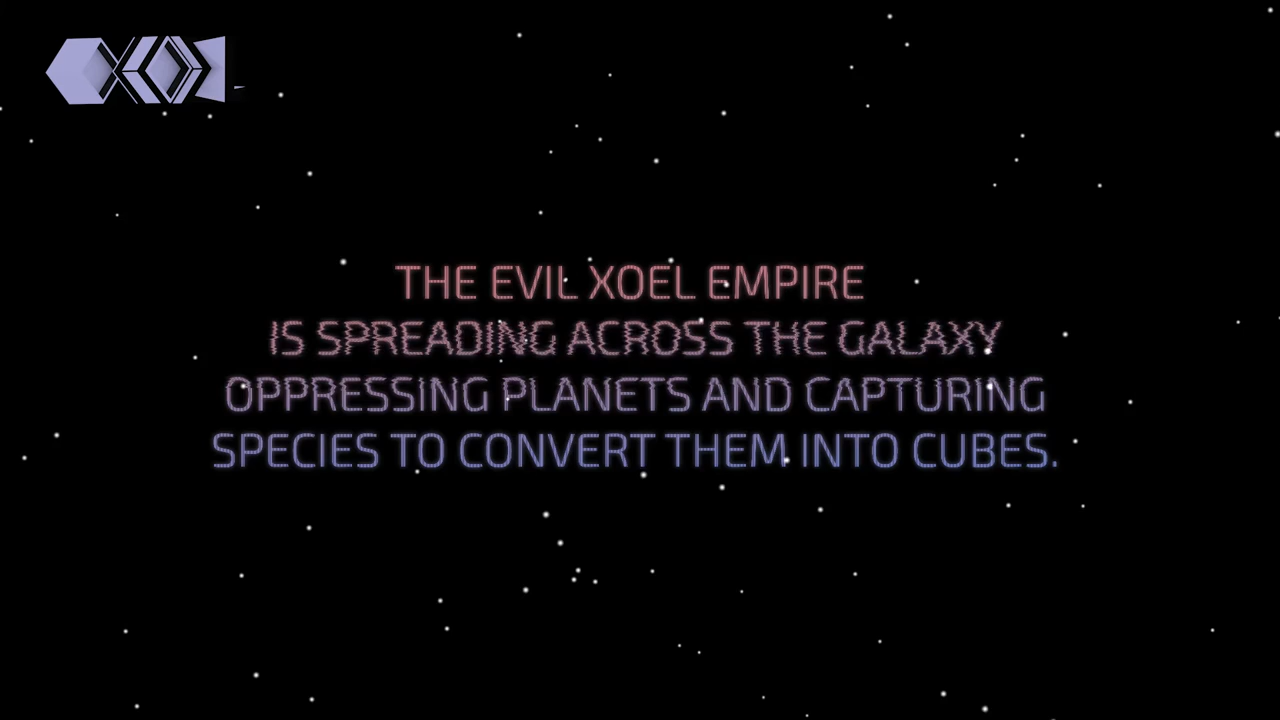 THE EVIL XOEL EMPIRE
IS SPREADING ACROSS THE GALAXY
OPPRESSING PLANETS AND CAPTURING
SPECIES TO CONVERT THEM INTO CUBES.